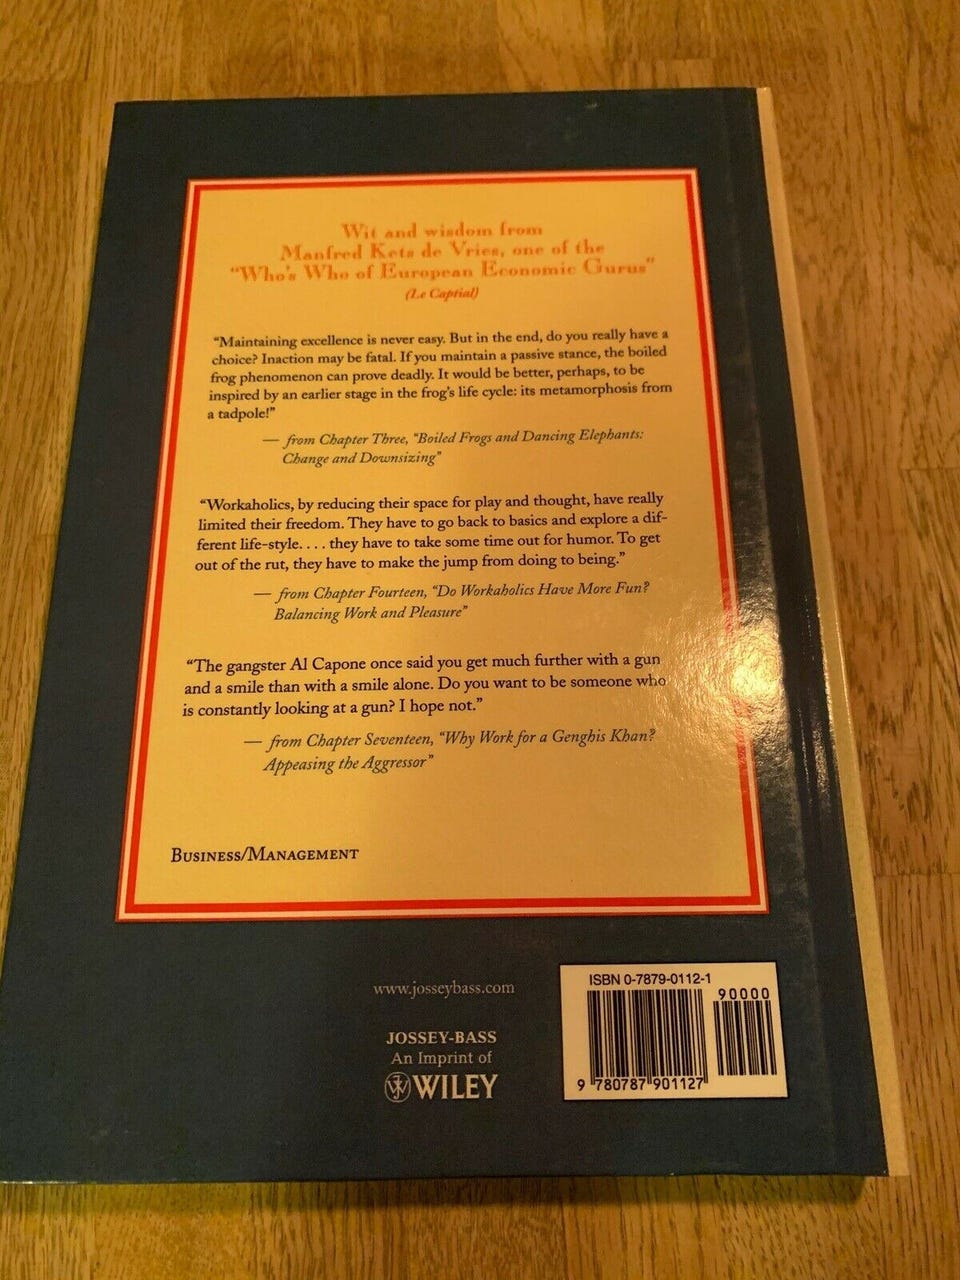 Wit and wisdom from
Manfred Kets de Vries, one of the
"Who's Who of European Economic Gurus"
(Le Captial)
"Maintaining excellence is never easy. But in the end, do you really have a
choice? Inaction may be fatal. If you maintain a passive stance, the boiled
frog phenomenon can prove deadly. It would be better, perhaps, to be
inspired by an earlier stage in the frog's life cycle: its metamorphosis from
a tadpole!"
— from Chapter Three, "Boiled Frogs and Dancing Elephants:
Change and Downsizing"
"Workaholics, by reducing their space for play and thought, have really
limited their freedom. They have to go back to basics and explore a dif-
ferent life-style. . . . they have to take some time out for humor. To get
out of the rut, they have to make the jump from doing to being."
— from Chapter Fourteen, "Do Workaholics Have More Fun?
Balancing Work and Pleasure"
"The gangster Al Capone once said you get much further with a gun
and a smile than with a smile alone. Do you want to be someone who
is constantly looking at a gun? I hope not."
— from Chapter Seventeen, "Why Work for a Genghis Khan?
Appeasing the Aggressor"
BUSINESS/MANAGEMENT
www.josseybass.com
JOSSEY-BASS
An Imprint of
WILEY
ISBN 0-7879-0112-1
90000
9 780787 901127